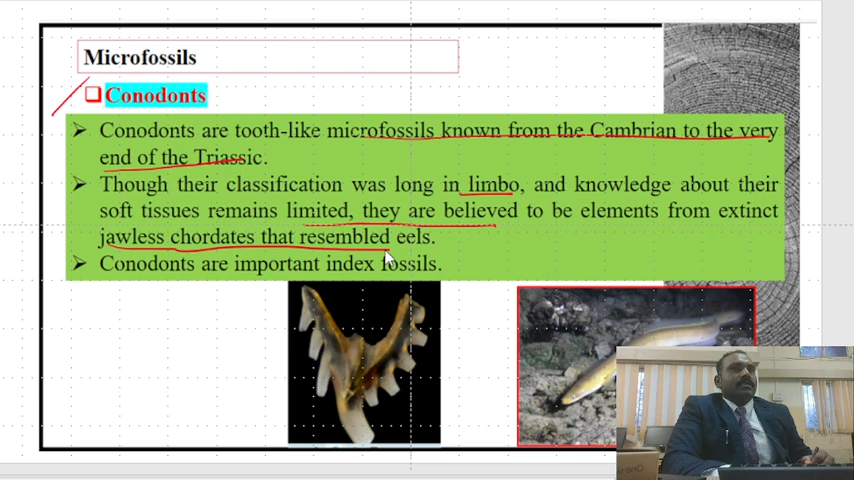 Microfossils
Conodonts
Conodonts are tooth-like microfossils known from the Cambrian to the very
end of the Triassic.
Though their classification was long in limbo, and knowledge about their
soft tissues remains limited, they are believed to be elements from extinct
jawless chordates that resembled eels.
Conodonts are important index fossils.